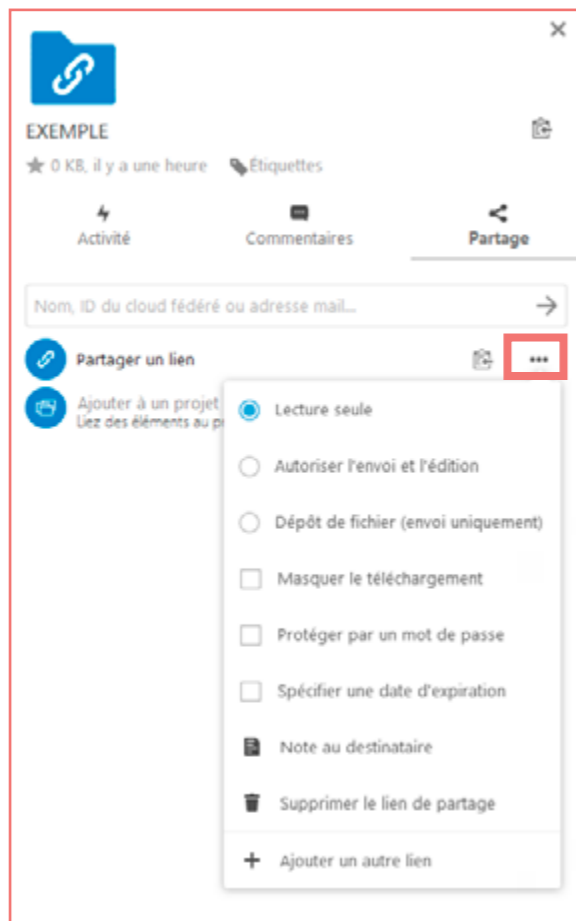 EXEMPLE
0 KB, il y a une heure Étiquettes
Activité Commentaires Partage
Nom, ID du cloud fédéré ou adresse mail...
Partager un lien
Ajouter à un projet
Liez des éléments au
Lecture seule
Autoriser l'envoi et l'édition
Dépôt de fichier (envoi uniquement)
Masquer le téléchargement
Protéger par un mot de passe
Spécifier une date d'expiration
Note au destinataire
Supprimer le lien de partage
Ajouter un autre lien